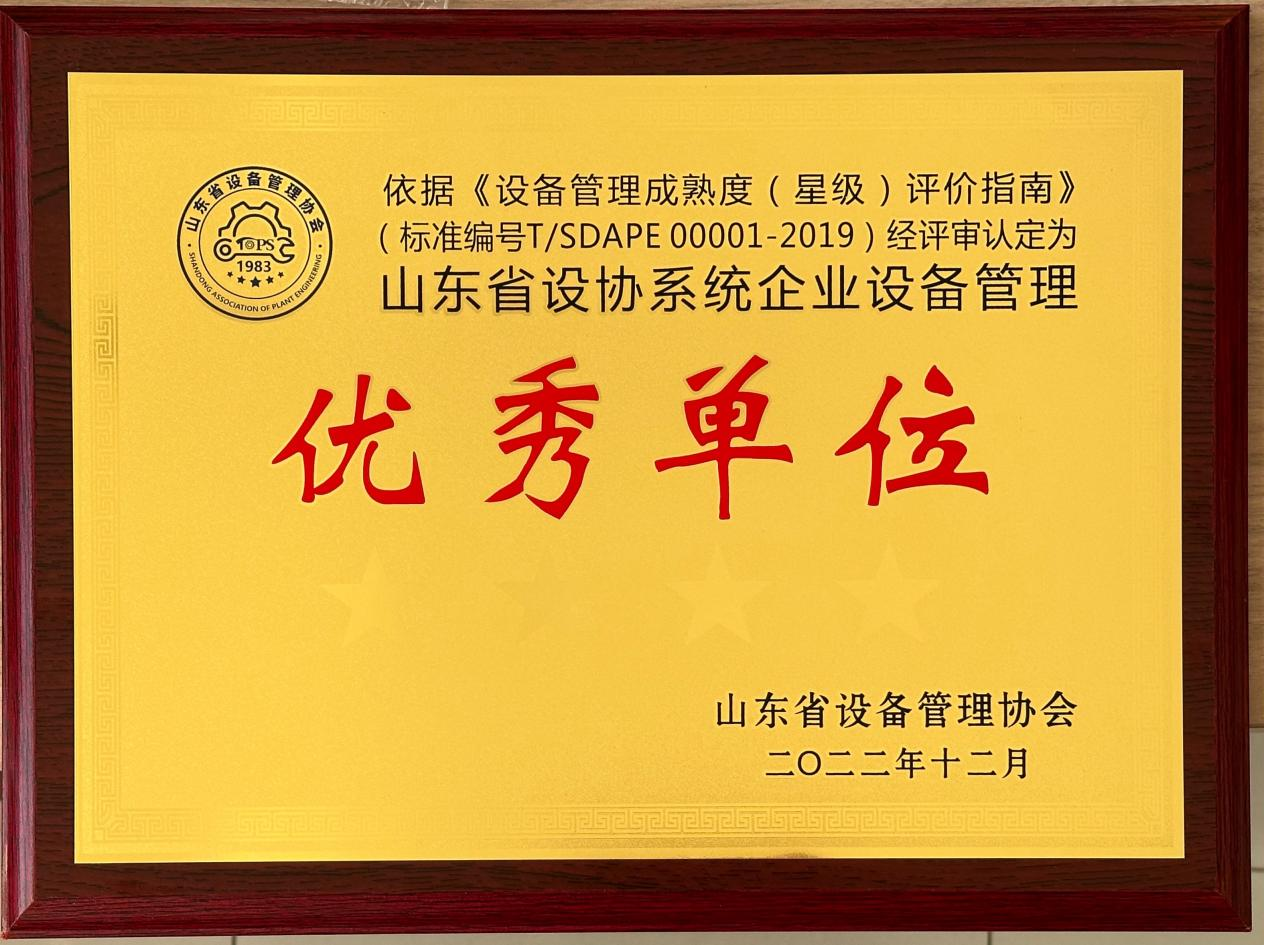 山东省设备管理协会
TOPS
1983
SHANDONG ASSOCIATION OF PLANT ENGINEERING
依据《设备管理成熟度（星级）评价指南》
（标准编号T/SDAPE 00001-2019）经评审认定为
山东省设协系统企业设备管理
优秀单位
山东省设备管理协会
二〇二二年十二月